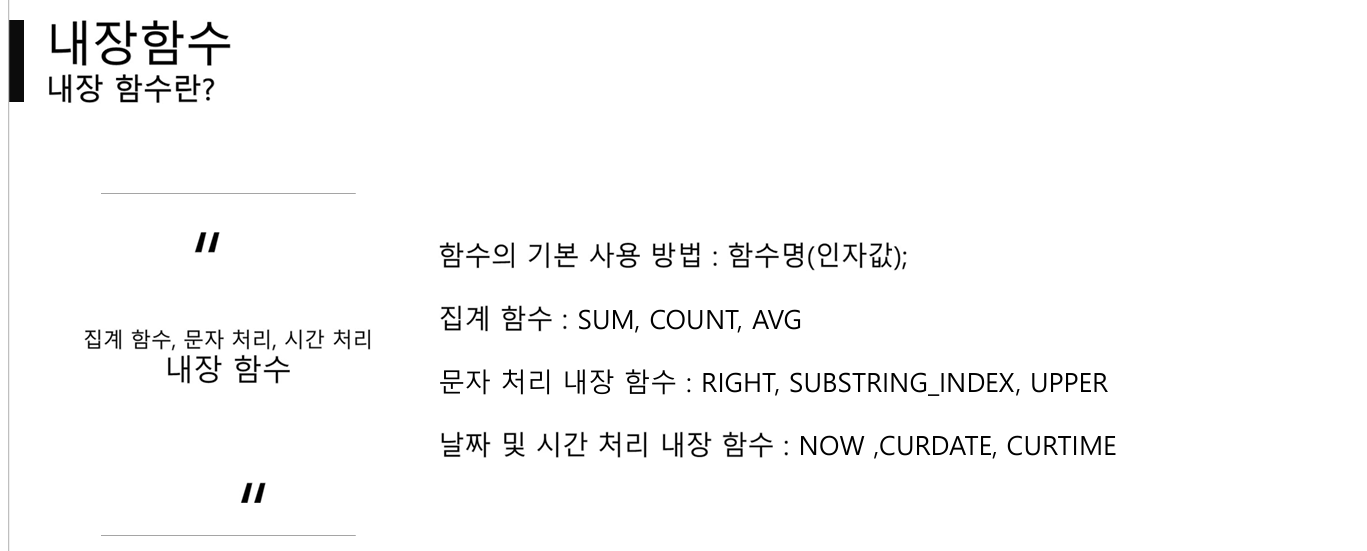 내장함수
내장 함수란?
"
집계 함수, 문자 처리, 시간 처리
내장 함수
"
함수의 기본 사용 방법 : 함수명(인자값);
집계 함수 : SUM, COUNT, AVG
문자 처리 내장 함수 : RIGHT, SUBSTRING_INDEX, UPPER
날짜 및 시간 처리 내장 함수 : NOW ,CURDATE, CURTIME